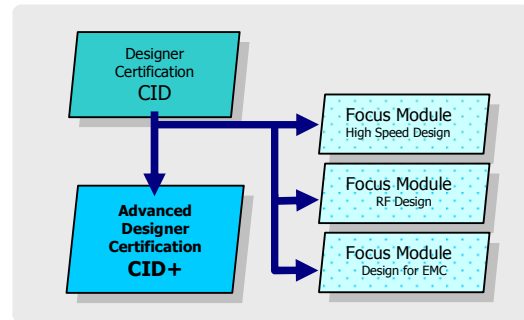 Designer
Certification
CID
Focus Module
High Speed Design
Advanced
Designer
Certification
CID+
Focus Module
RF Design
Focus Module
Design for EMC